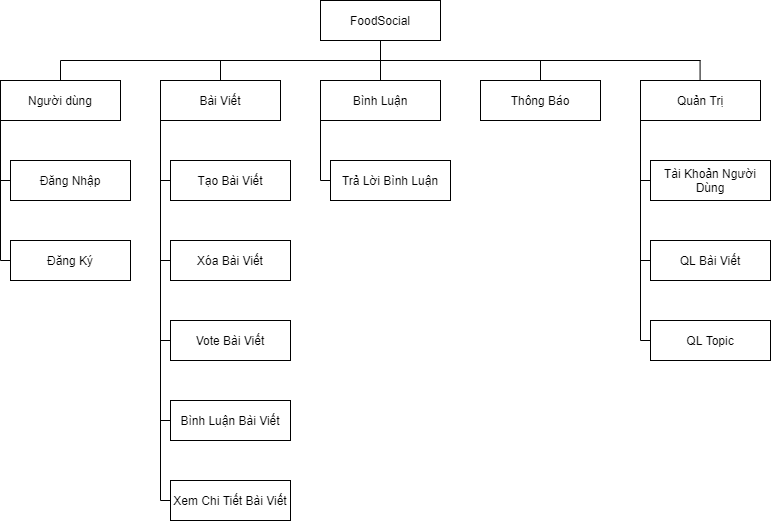 FoodSocial
Người dùng
Bài Viết
Bình Luận
Thông Báo
Quản Trị
Đăng Nhập
Tạo Bài Viết
Trả Lời Bình Luận
Tài Khoản Người
Dùng
Đăng Ký
Xóa Bài Viết
QL Bài Viết
Vote Bài Viết
QL Topic
Bình Luận Bài Viết
Xem Chi Tiết Bài Viết